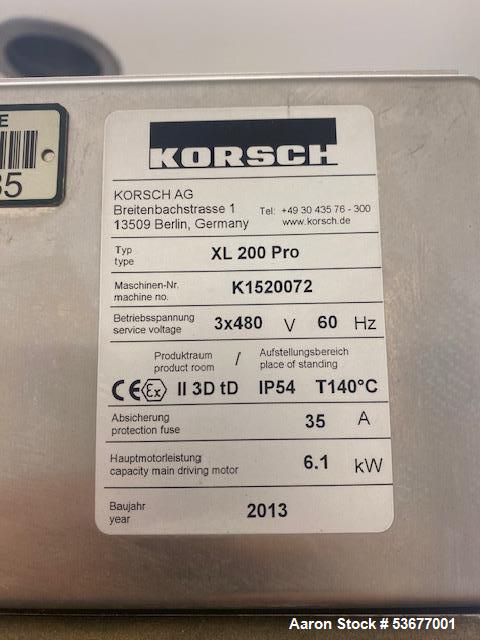 E
35
KORSCH
KORSCH AG
Breitenbachstrasse 1 Tel: +49 30 435 76 - 300
13509 Berlin, Germany www.korsch.de
Typ
type XL 200 Pro
Maschinen-Nr.
machine no. K1520072
Betriebsspannung
service voltage 3x480 V 60 Hz
Produktraum / Aufstellungsbereich
product room place of standing
CE Ex II 3D tD IP54 T140°C
Absicherung
protection fuse 35 A
Hauptmotorleistung
capacity main driving motor 6.1 kW
Baujahr
year 2013
Aaron Stock # 53677001